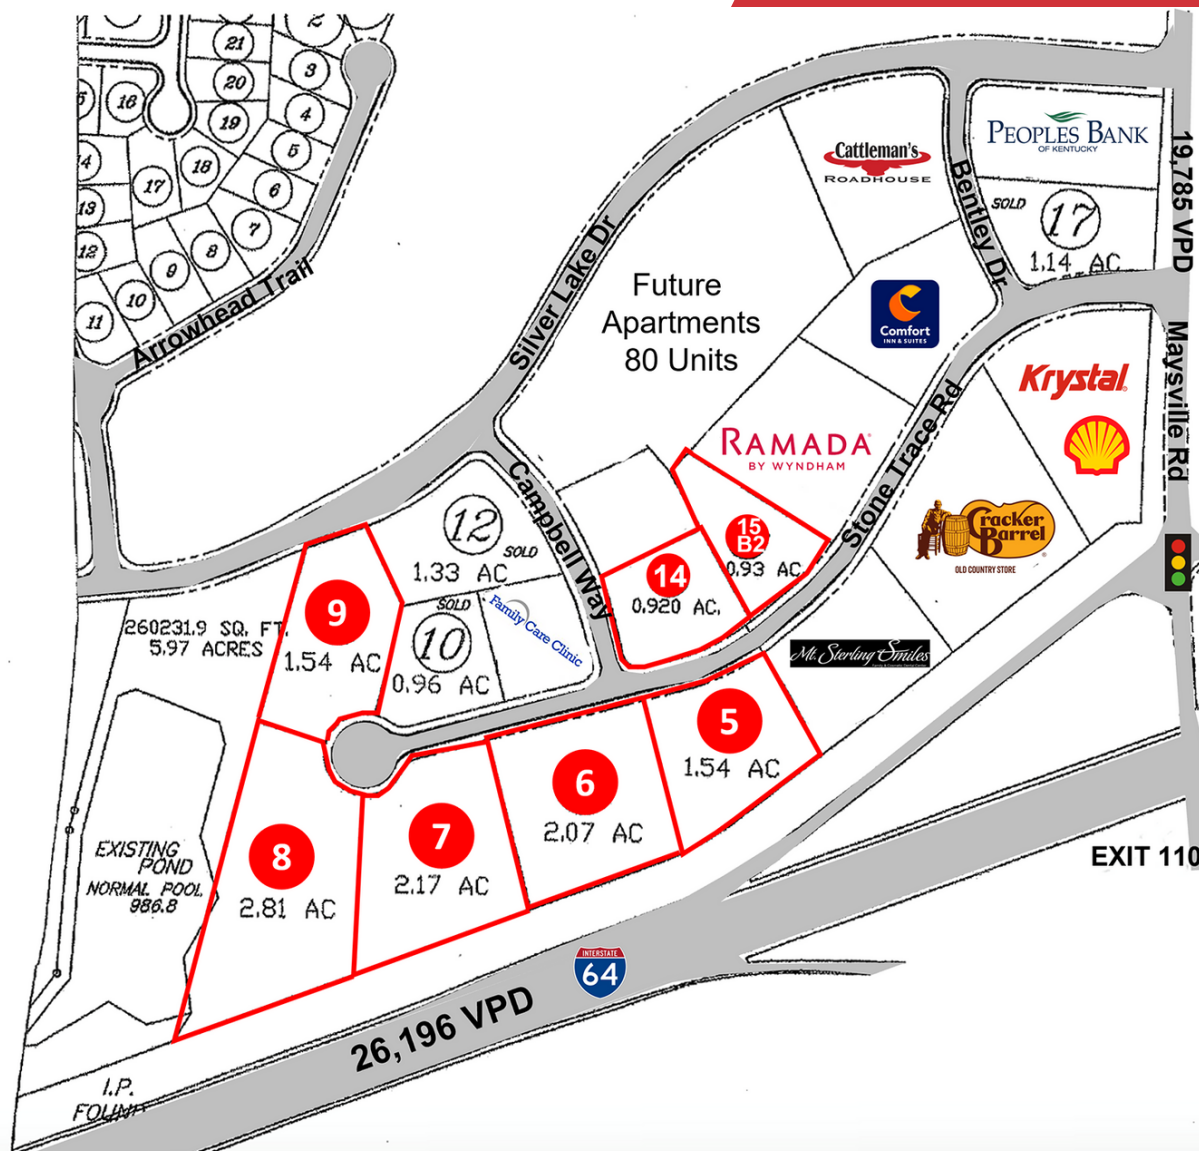 2
21
3
20
16
4
19
5
14
18
17
6
13
7
12
8
9
10
11
Arrowhead Trail
Silver Lake Dr
Cattleman's
ROADHOUSE
PEOPLES BANK
OF KENTUCKY
Bentley Dr
SOLD
17
1.14 AC
19,785 VPD
Maysville Rd
Future
Apartments
80 Units
Comfort
INN & SUITES
Krystal
RAMADA
BY WYNDHAM
Stone Trace Rd
Cracker
Barrel
OLD COUNTRY STORE
Campbell Way
12
SOLD
1.33 AC
15
B2
0.93 AC.
14
0.920 AC.
9
1.54 AC
SOLD
10
0.96 AC
Family Care Clinic
260231.9 SQ. FT.
5.97 ACRES
Mt. Sterling Smiles
5
1.54 AC
6
2.07 AC
7
2.17 AC
8
2.81 AC
EXISTING
POND
NORMAL POOL
986.8
EXIT 110
INTERSTATE
64
26,196 VPD
I.P.
FOUND